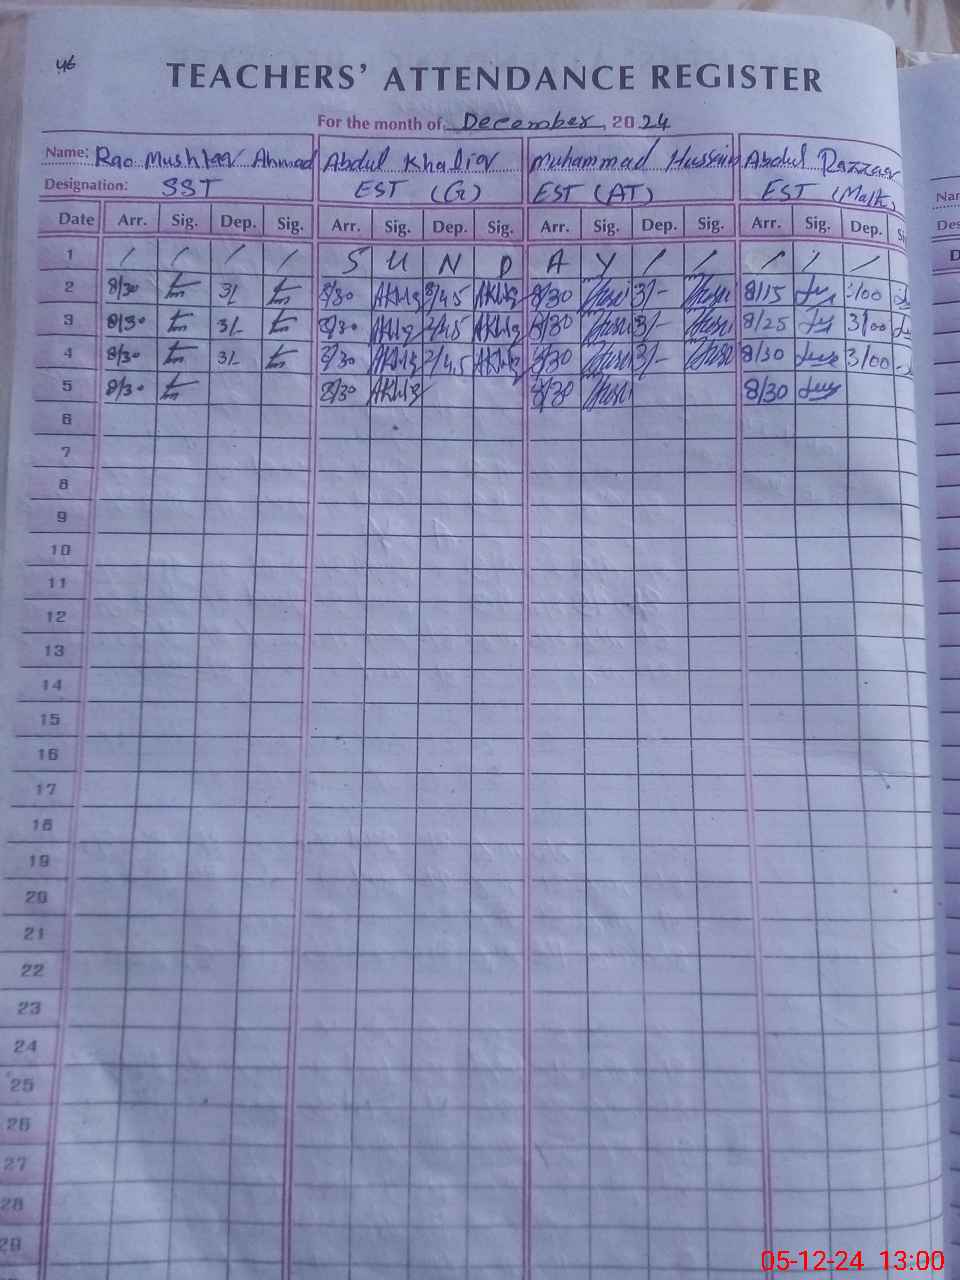 46
TEACHERS' ATTENDANCE REGISTER
For the month of December, 2024
Name: Rao Mushtaq Ahmad Abdul Khaliq Muhammad Hussain Abdul Razzaq
Designation: SST EST (G) EST (AT) EST (Math)
Date Arr. Sig. Dep. Sig. Arr. Sig. Dep. Sig. Arr. Sig. Dep. Sig. Arr. Sig. Dep.
1 / / / / S U N D A Y / / / / /
2 8/30 3/ 8/30 8/30 3/- 8/15 3/00
3 8/30 3/- 8/30 2/45 8/30 3/- 8/25 3/00
4 8/30 3/- 8/30 2/45 8/30 3/- 8/30 3/00
5 8/30 8/30 8/30 8/30
6
7
8
9
10
11
12
13
14
15
16
17
18
19
20
21
22
23
24
25
26
27
28
29
05-12-24 13:00